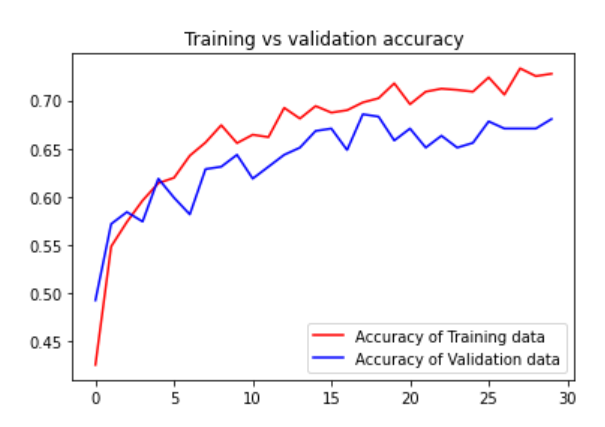 Training vs validation accuracy
0.70
0.65
0.60
0.55
0.50
0.45
Accuracy of Training data
Accuracy of Validation data
0 5 10 15 20 25 30